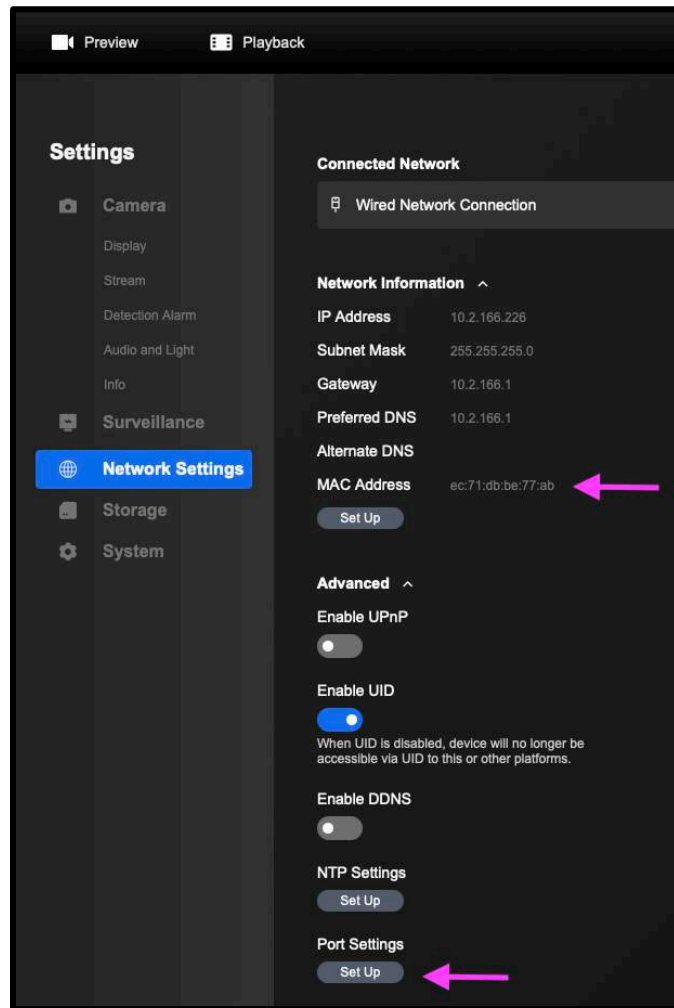 Preview Playback
Settings
Camera
Display
Stream
Detection Alarm
Audio and Light
Info
Surveillance
Network Settings
Storage
System
Connected Network
Wired Network Connection
Network Information
IP Address 10.2.166.226
Subnet Mask 255.255.255.0
Gateway 10.2.166.1
Preferred DNS 10.2.166.1
Alternate DNS
MAC Address ec:71:db:be:77:ab
Set Up
Advanced
Enable UPnP
Enable UID
When UID is disabled, device will no longer be
accessible via UID to this or other platforms.
Enable DDNS
NTP Settings
Set Up
Port Settings
Set Up